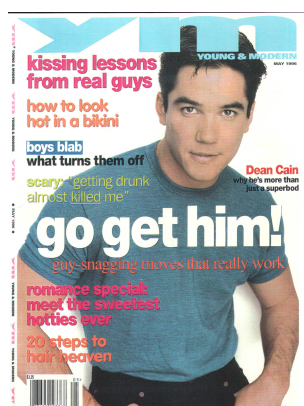 ym
YOUNG & MODERN
MAY 1996
kissing lessons
from real guys
how to look
hot in a bikini
boys blab
what turns them off
scary: "getting drunk
almost killed me"
Dean Cain
why he's more than
just a superbod
go get him!
guy-snagging moves that really work
romance special:
meet the sweetest
hotties ever
20 steps to
hair heaven